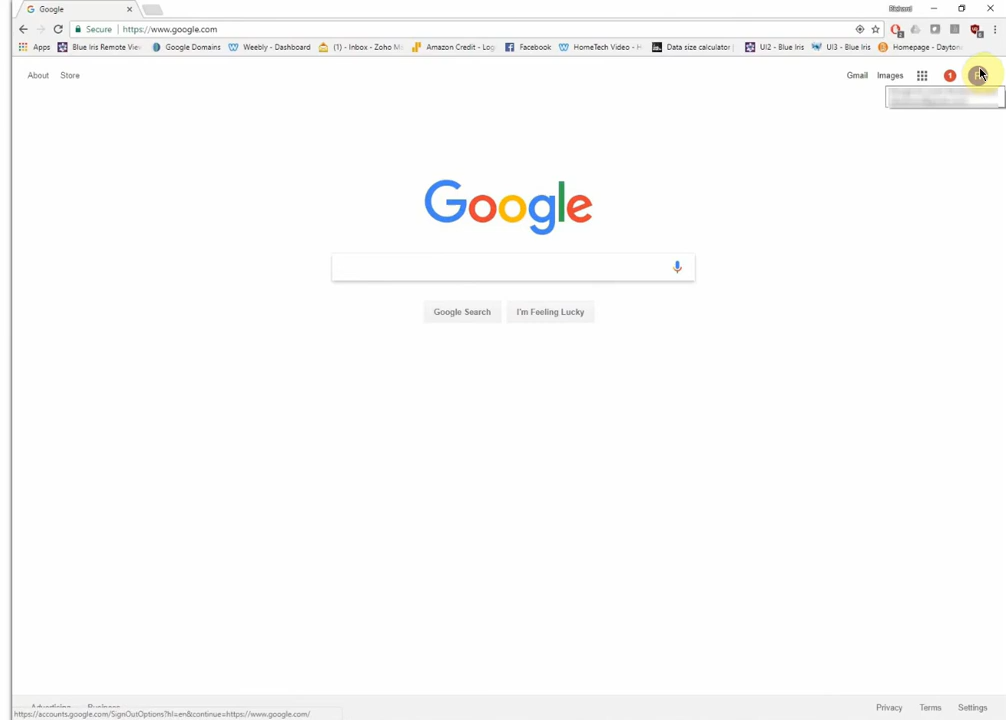 Google
Richard
Secure https://www.google.com
Apps Blue Iris Remote Vie Google Domains Weebly - Dashboard (1) - Inbox - Zoho M Amazon Credit - Log Facebook HomeTech Video - H Data size calculator UI2 - Blue Iris UI3 - Blue Iris Homepage - Dayton
About Store Gmail Images 1
Google
Google Search I'm Feeling Lucky
Advertising Business Privacy Terms Settings
https://accounts.google.com/SignOutOptions?hl=en&continue=https://www.google.com/